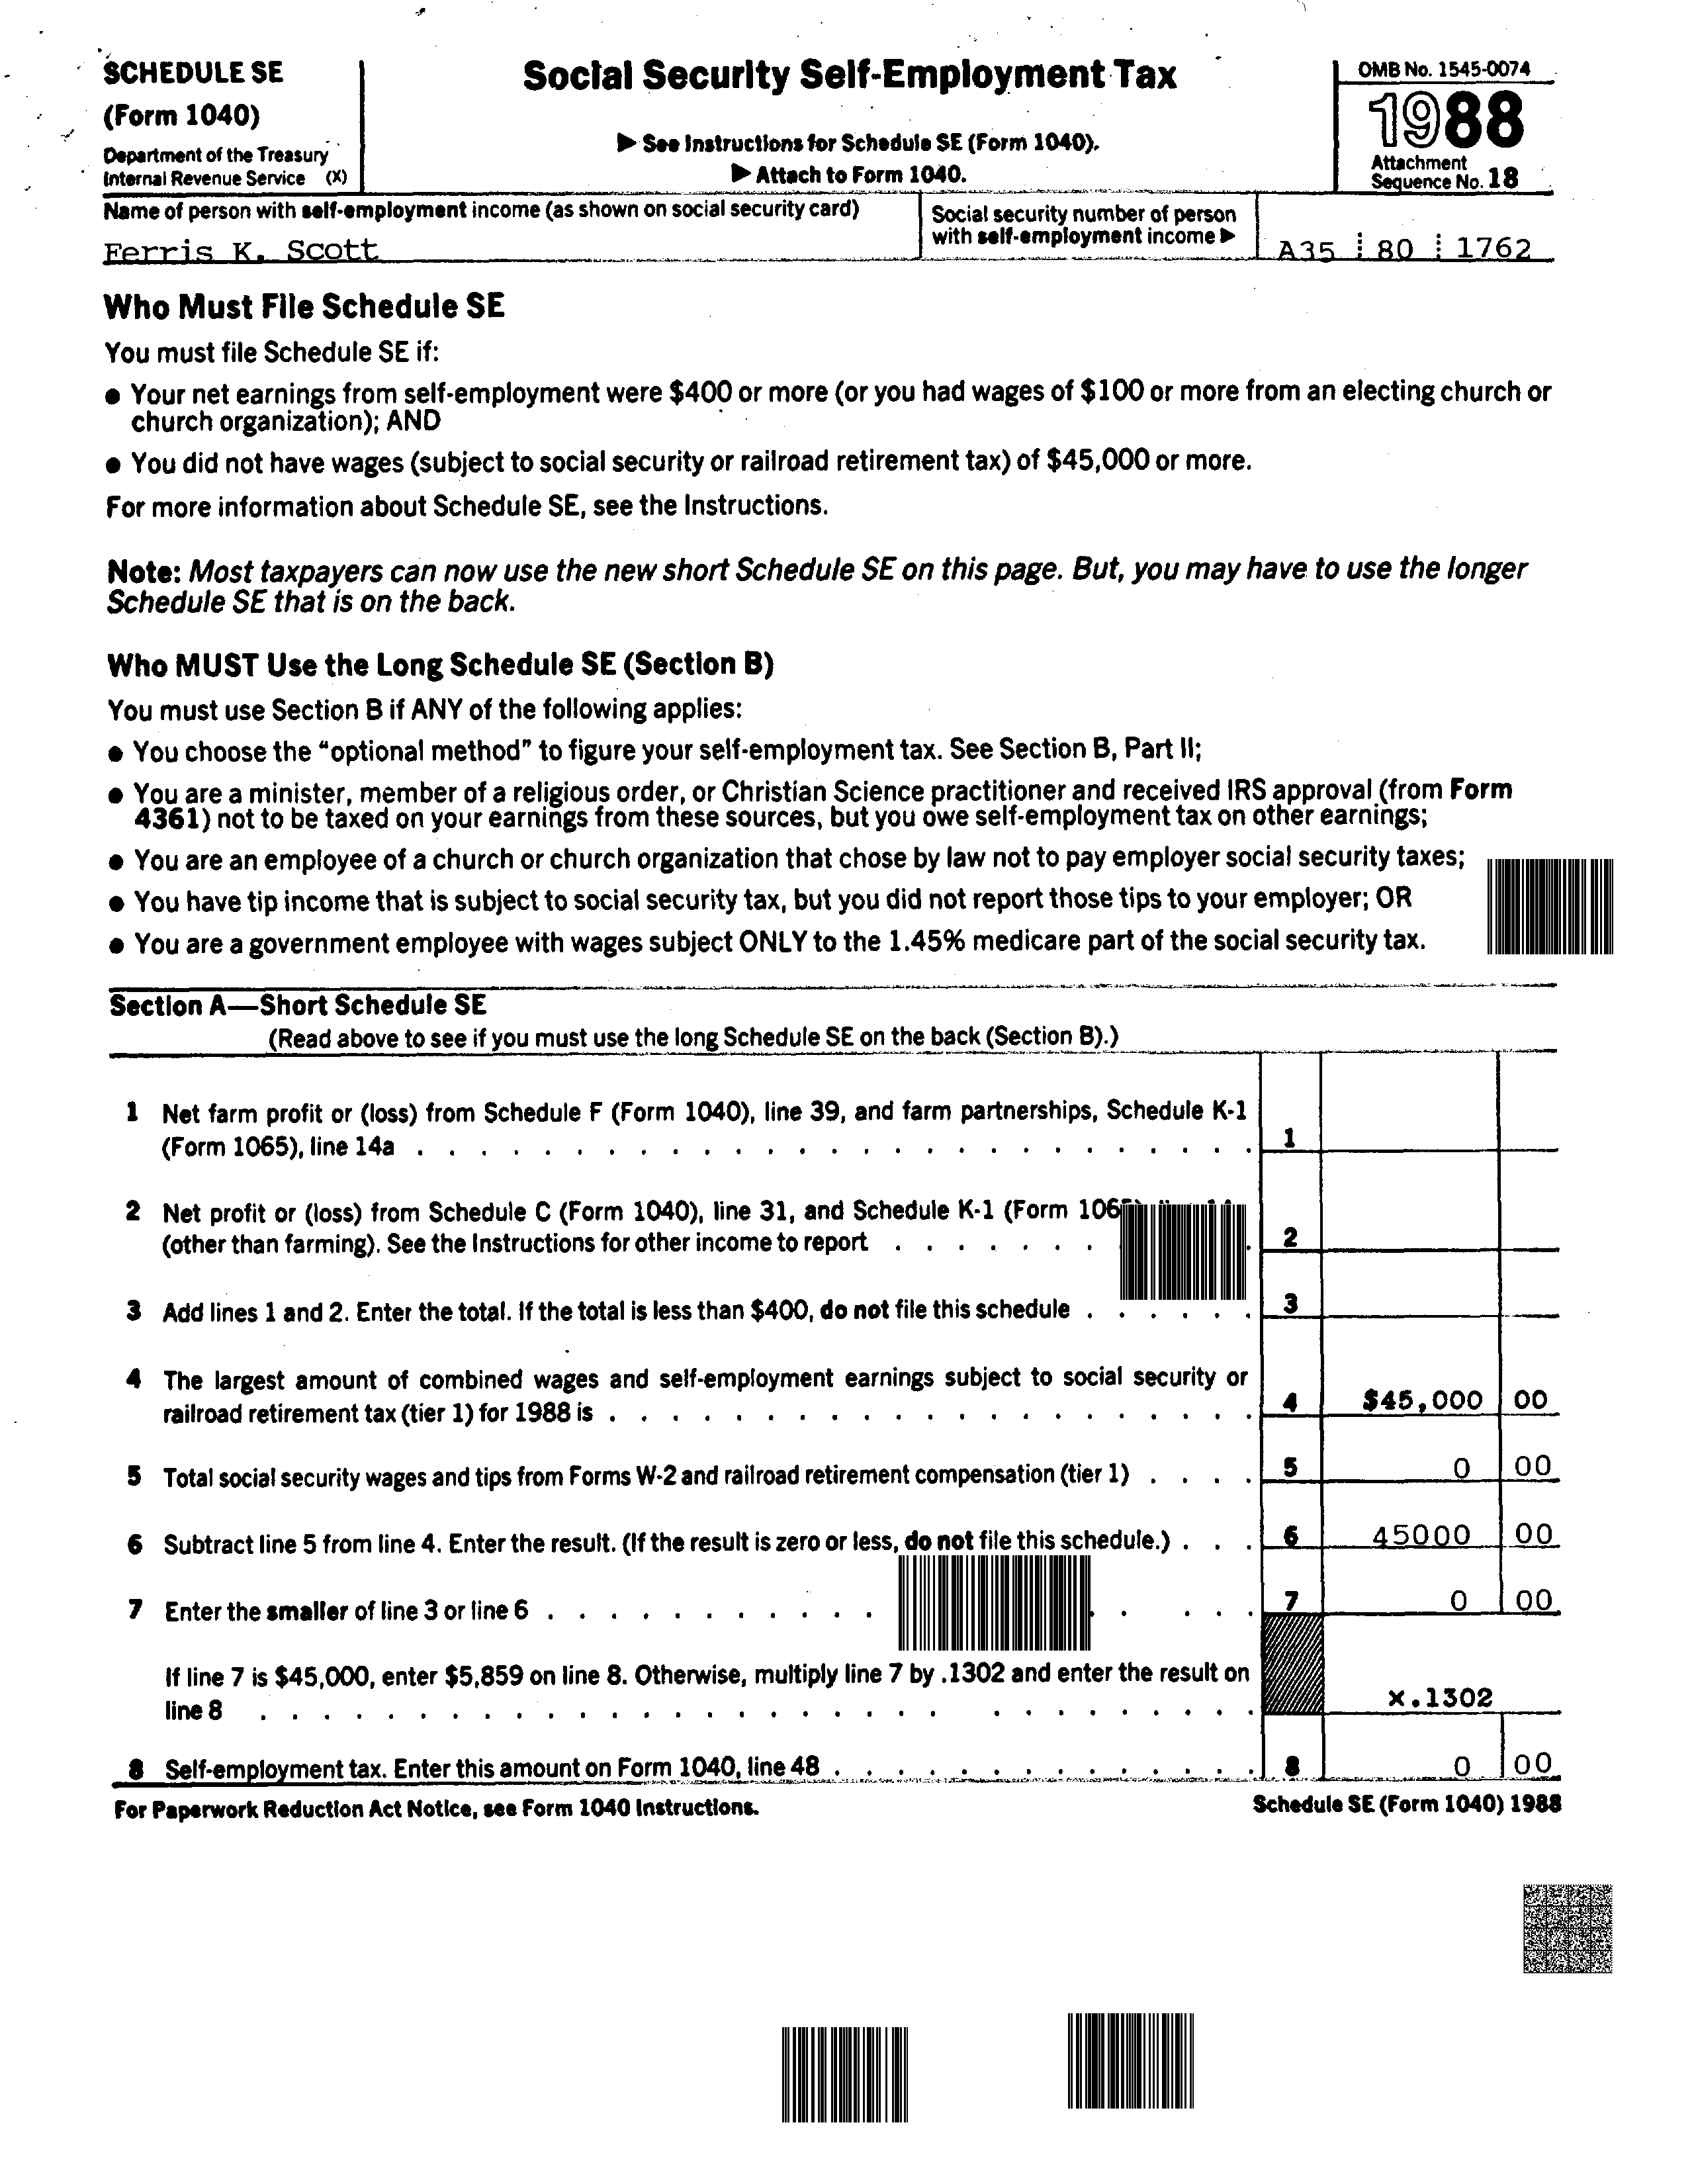 SCHEDULE SE
(Form 1040)
Department of the Treasury
Internal Revenue Service (X)
Social Security Self-Employment Tax
▶ See Instructions for Schedule SE (Form 1040).
▶ Attach to Form 1040.
OMB No. 1545-0074
1988
Attachment
Sequence No. 18
Name of person with self-employment income (as shown on social security card)
Ferris K. Scott
Social security number of person
with self-employment income ▶
A35 80 1762
Who Must File Schedule SE
You must file Schedule SE if:
● Your net earnings from self-employment were $400 or more (or you had wages of $100 or more from an electing church or
church organization); AND
● You did not have wages (subject to social security or railroad retirement tax) of $45,000 or more.
For more information about Schedule SE, see the Instructions.
Note: Most taxpayers can now use the new short Schedule SE on this page. But, you may have to use the longer
Schedule SE that is on the back.
Who MUST Use the Long Schedule SE (Section B)
You must use Section B if ANY of the following applies:
● You choose the "optional method" to figure your self-employment tax. See Section B, Part II;
● You are a minister, member of a religious order, or Christian Science practitioner and received IRS approval (from Form
4361) not to be taxed on your earnings from these sources, but you owe self-employment tax on other earnings;
● You are an employee of a church or church organization that chose by law not to pay employer social security taxes;
● You have tip income that is subject to social security tax, but you did not report those tips to your employer; OR
● You are a government employee with wages subject ONLY to the 1.45% medicare part of the social security tax.
Section A—Short Schedule SE
(Read above to see if you must use the long Schedule SE on the back (Section B).)
1 Net farm profit or (loss) from Schedule F (Form 1040), line 39, and farm partnerships, Schedule K-1
(Form 1065), line 14a . . . . . . . . . . . . . . . . . . . . . . . . . . . 1
2 Net profit or (loss) from Schedule C (Form 1040), line 31, and Schedule K-1 (Form 106
(other than farming). See the Instructions for other income to report . . . . . . . . 2
3 Add lines 1 and 2. Enter the total. If the total is less than $400, do not file this schedule . . . . . . 3
4 The largest amount of combined wages and self-employment earnings subject to social security or
railroad retirement tax (tier 1) for 1988 is . . . . . . . . . . . . . . . . . . . . . 4 $45,000 00
5 Total social security wages and tips from Forms W-2 and railroad retirement compensation (tier 1) . . . . 5 0 00
6 Subtract line 5 from line 4. Enter the result. (If the result is zero or less, do not file this schedule.) . . . 6 45000 00
7 Enter the smaller of line 3 or line 6 . . . . . . . . . . . . . . . . 7 0 00
If line 7 is $45,000, enter $5,859 on line 8. Otherwise, multiply line 7 by .1302 and enter the result on
line 8 . . . . . . . . . . . . . . . . . . . . . . . . . . . . . . . x.1302
8 Self-employment tax. Enter this amount on Form 1040, line 48 . . . . . . . . . . . . . . 8 0 00
For Paperwork Reduction Act Notice, see Form 1040 Instructions.
Schedule SE (Form 1040) 1988